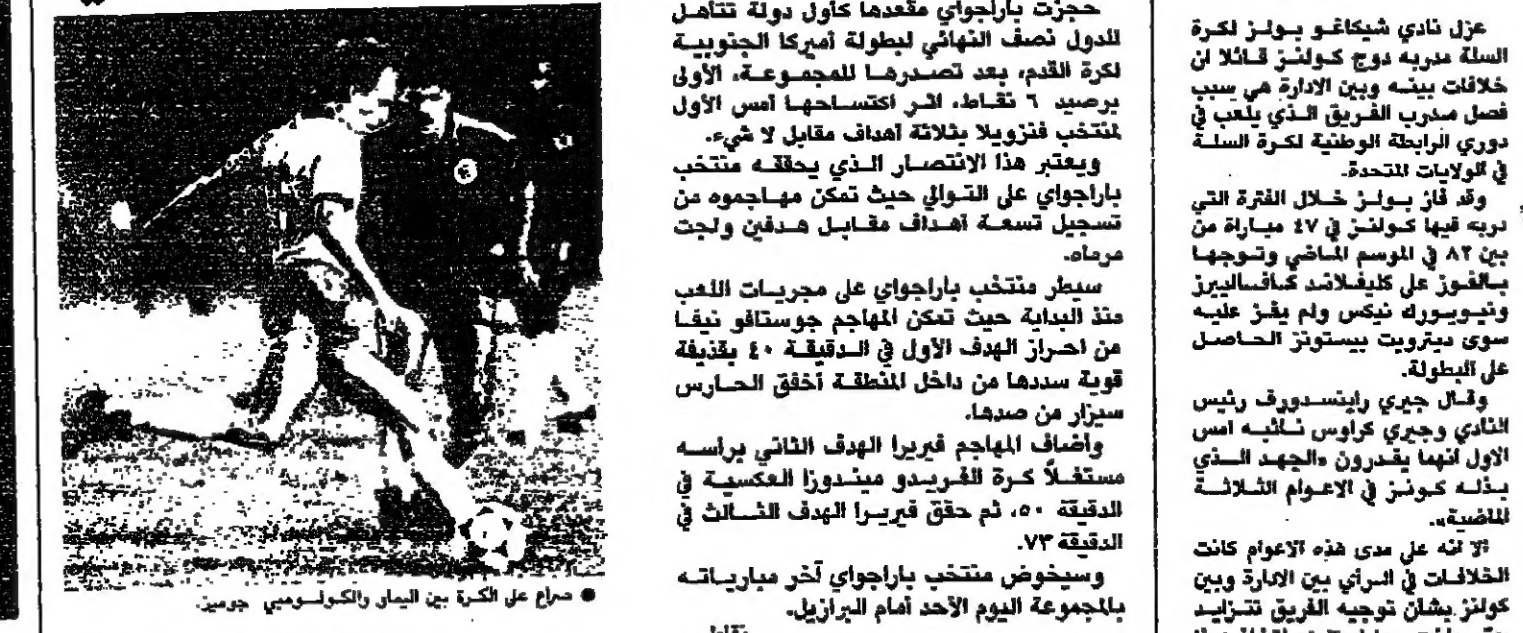 عزل نادي شيكاغو بولز لكرة
السلة مدربه دوج كولنز قائلا ان
خلافات بينه وبين الادارة هي سبب
فصل مدرب الفريق الذي يلعب في
دوري الرابطة الوطنية لكرة السلة
في الولايات المتحدة.
وقد فاز بولز خلال الفترة التي
دربه فيها كولنز في ٤٧ مباراة من
بين ٨٢ في الموسم الماضي وتوجها
بالفوز على كليفلاند كافاليرز
ونيويورك نيكس ولم يفز عليه
سوى ديترويت بيستونز الحاصل
على البطولة.
وقال جيري راينسدورف رئيس
النادي وجيري كراوس نائبه امس
الاول انهما يقدرون «الجهد الذي
بذله كونز في الاعوام الثلاثة
الماضية».
الا انه على مدى هذه الاعوام كانت
الخلافات في الرأي بين الادارة وبين
كولنز بشأن توجيه الفريق تتزايد
حجزت باراجواي مقعدها كأول دولة تتأهل
للدول نصف النهائي لبطولة أميركا الجنوبية
لكرة القدم، بعد تصدرها للمجموعة، الأولى
برصيد ٦ نقاط، اثر اكتساحها امس الأول
لمنتخب فنزويلا بثلاثة أهداف مقابل لا شيء.
ويعتبر هذا الانتصار الذي يحققه منتخب
باراجواي على التوالي حيث تمكن مهاجموه من
تسجيل تسعة أهداف مقابل هدفين ولجت
مرماه.
سيطر منتخب باراجواي على مجريات اللعب
منذ البداية حيث تمكن المهاجم جوستافو نيفا
من احراز الهدف الأول في الدقيقة ٤٠ بقذيفة
قوية سددها من داخل المنطقة أخفق الحارس
سيزار من صدها.
وأضاف المهاجم فيريرا الهدف الثاني برأسه
مستغلاً كرة الفريدو ميندوزا العكسية في
الدقيقة ٥٠، ثم حقق فيريرا الهدف الثالث في
الدقيقة ٧٣.
وسيخوض منتخب باراجواي آخر مبارياته
بالمجموعة اليوم الأحد أمام البرازيل.
● صراع على الكرة بين اليماو والكولومبي جوميز.